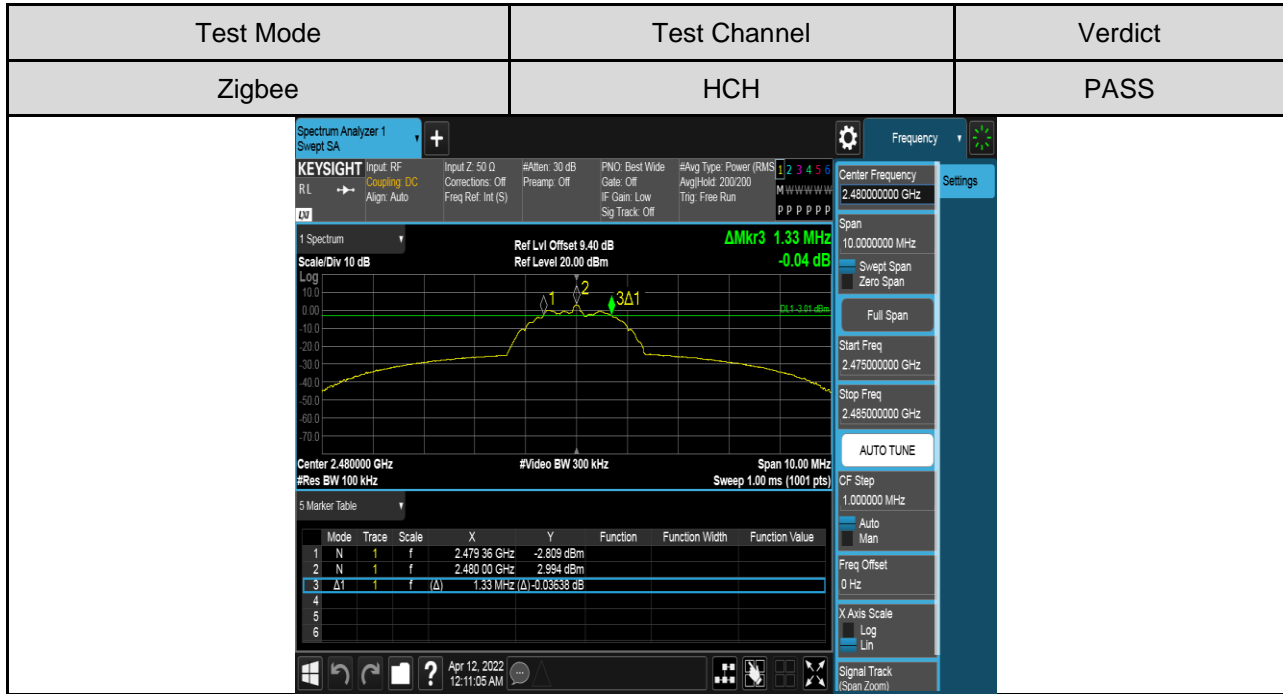 Test Mode Test Channel Verdict
Zigbee HCH PASS
Spectrum Analyzer 1
Swept SA
+
Frequency
KEYSIGHT
RL
LXI
Input: RF
Coupling: DC
Align: Auto
Input Z: 50 Ω
Corrections: Off
Freq Ref: Int (S)
#Atten: 30 dB
Preamp: Off
PNO: Best Wide
Gate: Off
IF Gain: Low
Sig Track: Off
#Avg Type: Power (RMS
Avg|Hold: 200/200
Trig: Free Run
1 2 3 4 5 6
M W W W W W
P P P P P P
1 Spectrum
Scale/Div 10 dB
Ref Lvl Offset 9.40 dB
Ref Level 20.00 dBm
ΔMkr3 1.33 MHz
-0.04 dB
Log
10.0
0.00
-10.0
-20.0
-30.0
-40.0
-50.0
-60.0
-70.0
1
2
3Δ1
DL1 -3.01 dBm
Center 2.480000 GHz
#Video BW 300 kHz
Span 10.00 MHz
#Res BW 100 kHz
Sweep 1.00 ms (1001 pts)
5 Marker Table
Mode Trace Scale X Y Function Function Width Function Value
1 N 1 f 2.479 36 GHz -2.809 dBm
2 N 1 f 2.480 00 GHz 2.994 dBm
3 Δ1 1 f (Δ) 1.33 MHz (Δ) -0.03638 dB
4
5
6
?
Apr 12, 2022
12:11:05 AM
Center Frequency
2.480000000 GHz
Settings
Span
10.0000000 MHz
Swept Span
Zero Span
Full Span
Start Freq
2.475000000 GHz
Stop Freq
2.485000000 GHz
AUTO TUNE
CF Step
1.000000 MHz
Auto
Man
Freq Offset
0 Hz
X Axis Scale
Log
Lin
Signal Track
(Span Zoom)